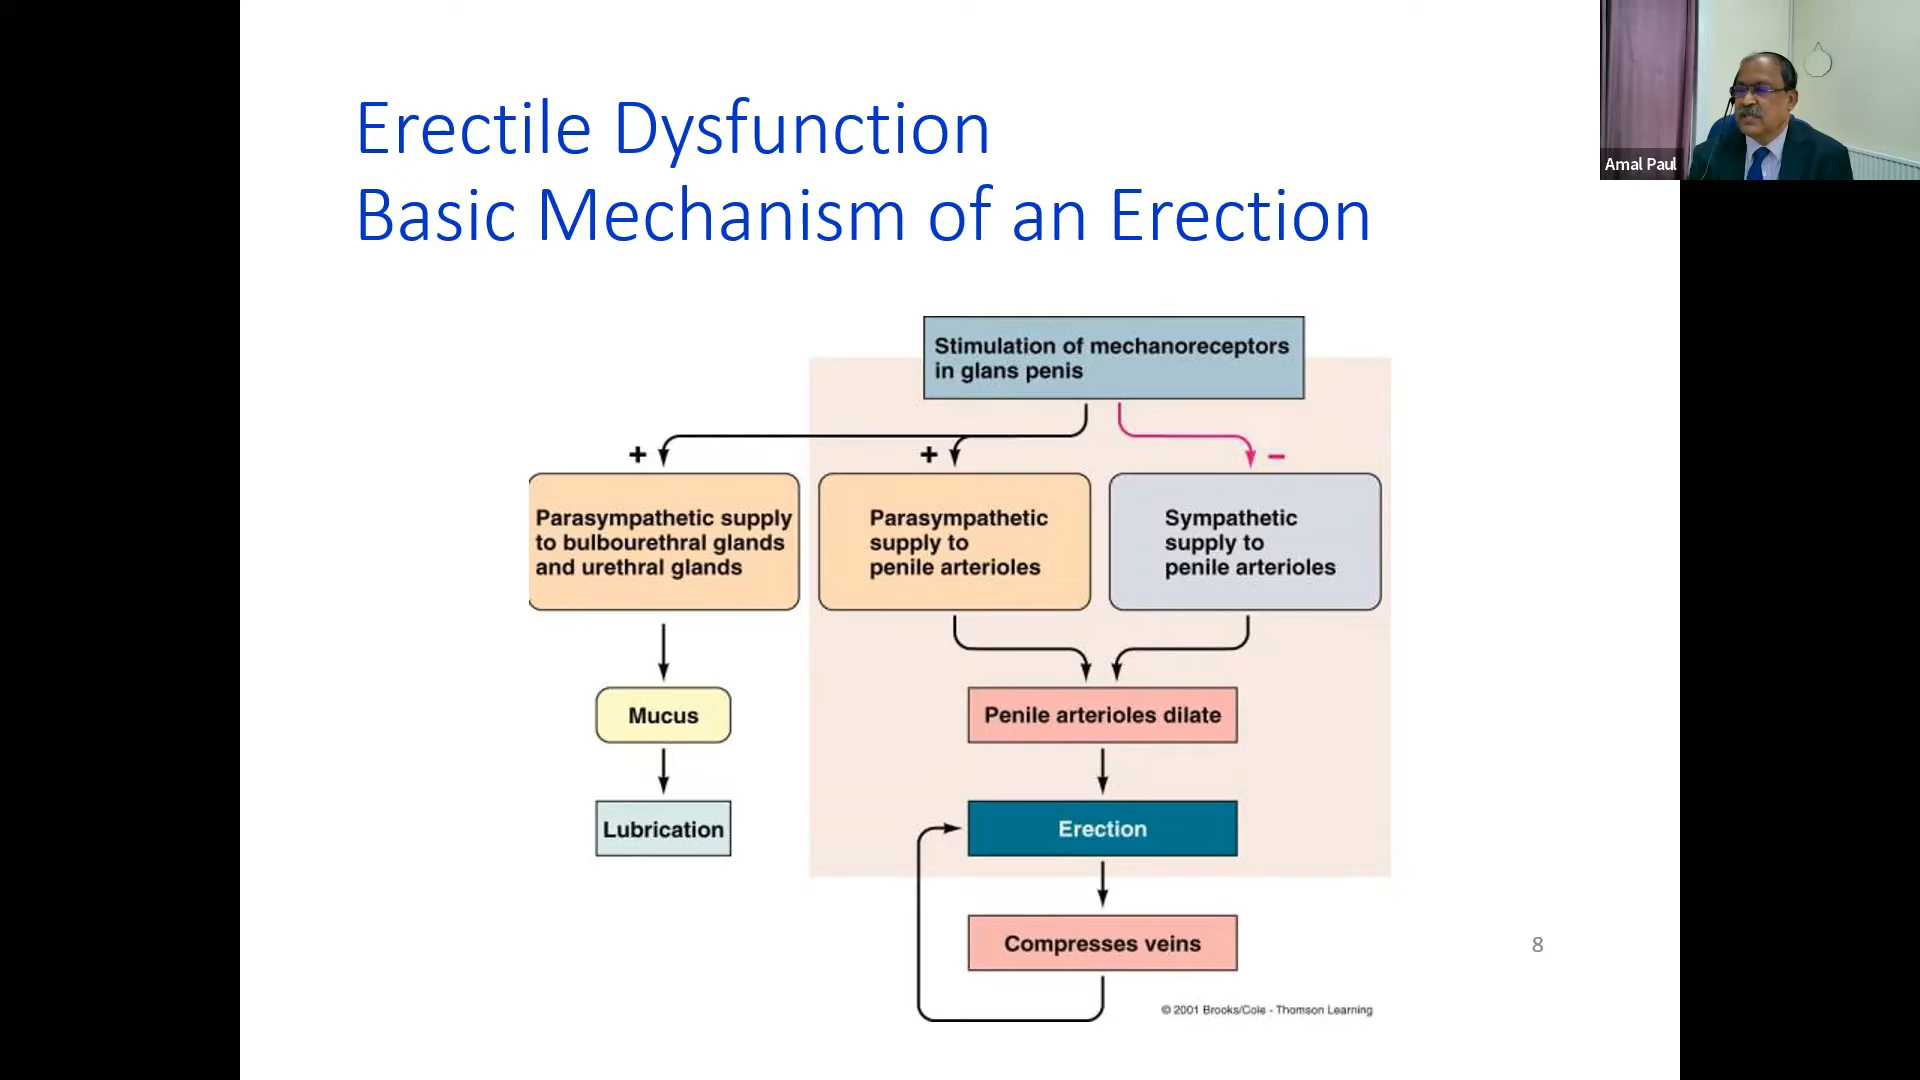 Erectile Dysfunction
Basic Mechanism of an Erection
Amal Paul
Stimulation of mechanoreceptors
in glans penis
+
+
–
Parasympathetic supply
to bulbourethral glands
and urethral glands
Parasympathetic
supply to
penile arterioles
Sympathetic
supply to
penile arterioles
Mucus
Penile arterioles dilate
Lubrication
Erection
Compresses veins
8
© 2001 Brooks/Cole - Thomson Learning